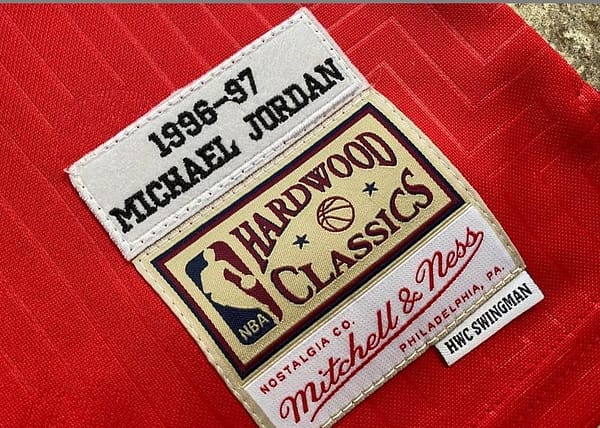 1996-97
MICHAEL JORDAN
HARDWOOD
CLASSICS
NBA
NOSTALGIA CO.
Mitchell & Ness
PHILADELPHIA, PA.
HWC SWINGMAN